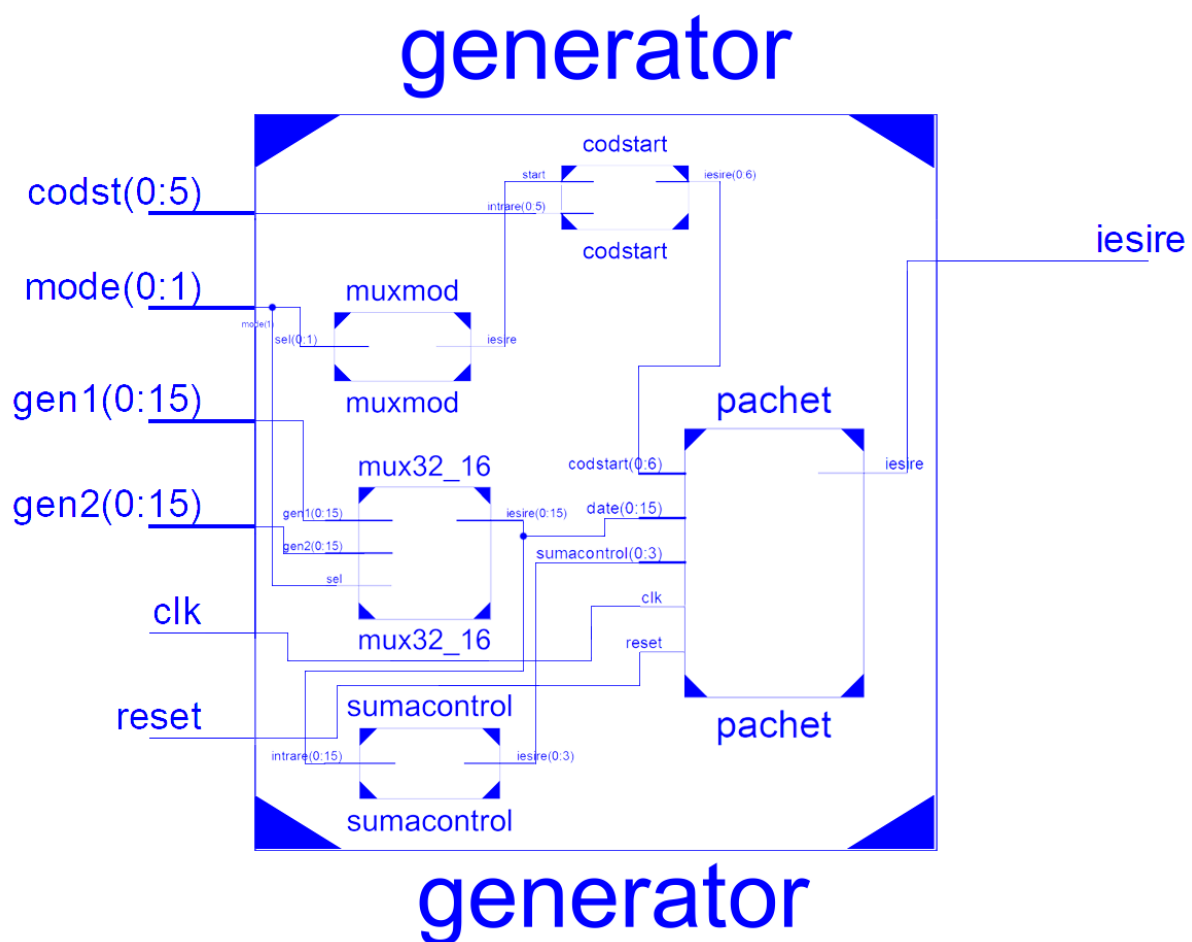 generator
codstart
start
iesire(0:6)
codst(0:5)
intrare(0:5)
codstart
iesire
mode(0:1)
muxmod
mode(1)
sel(0:1)
iesire
muxmod
gen1(0:15)
pachet
mux32_16
codstart(0:6)
iesire
gen2(0:15)
gen1(0:15)
iesire(0:15)
date(0:15)
gen2(0:15)
sumacontrol(0:3)
sel
clk
clk
mux32_16
reset
reset
sumacontrol
pachet
intrare(0:15)
iesire(0:3)
sumacontrol
generator